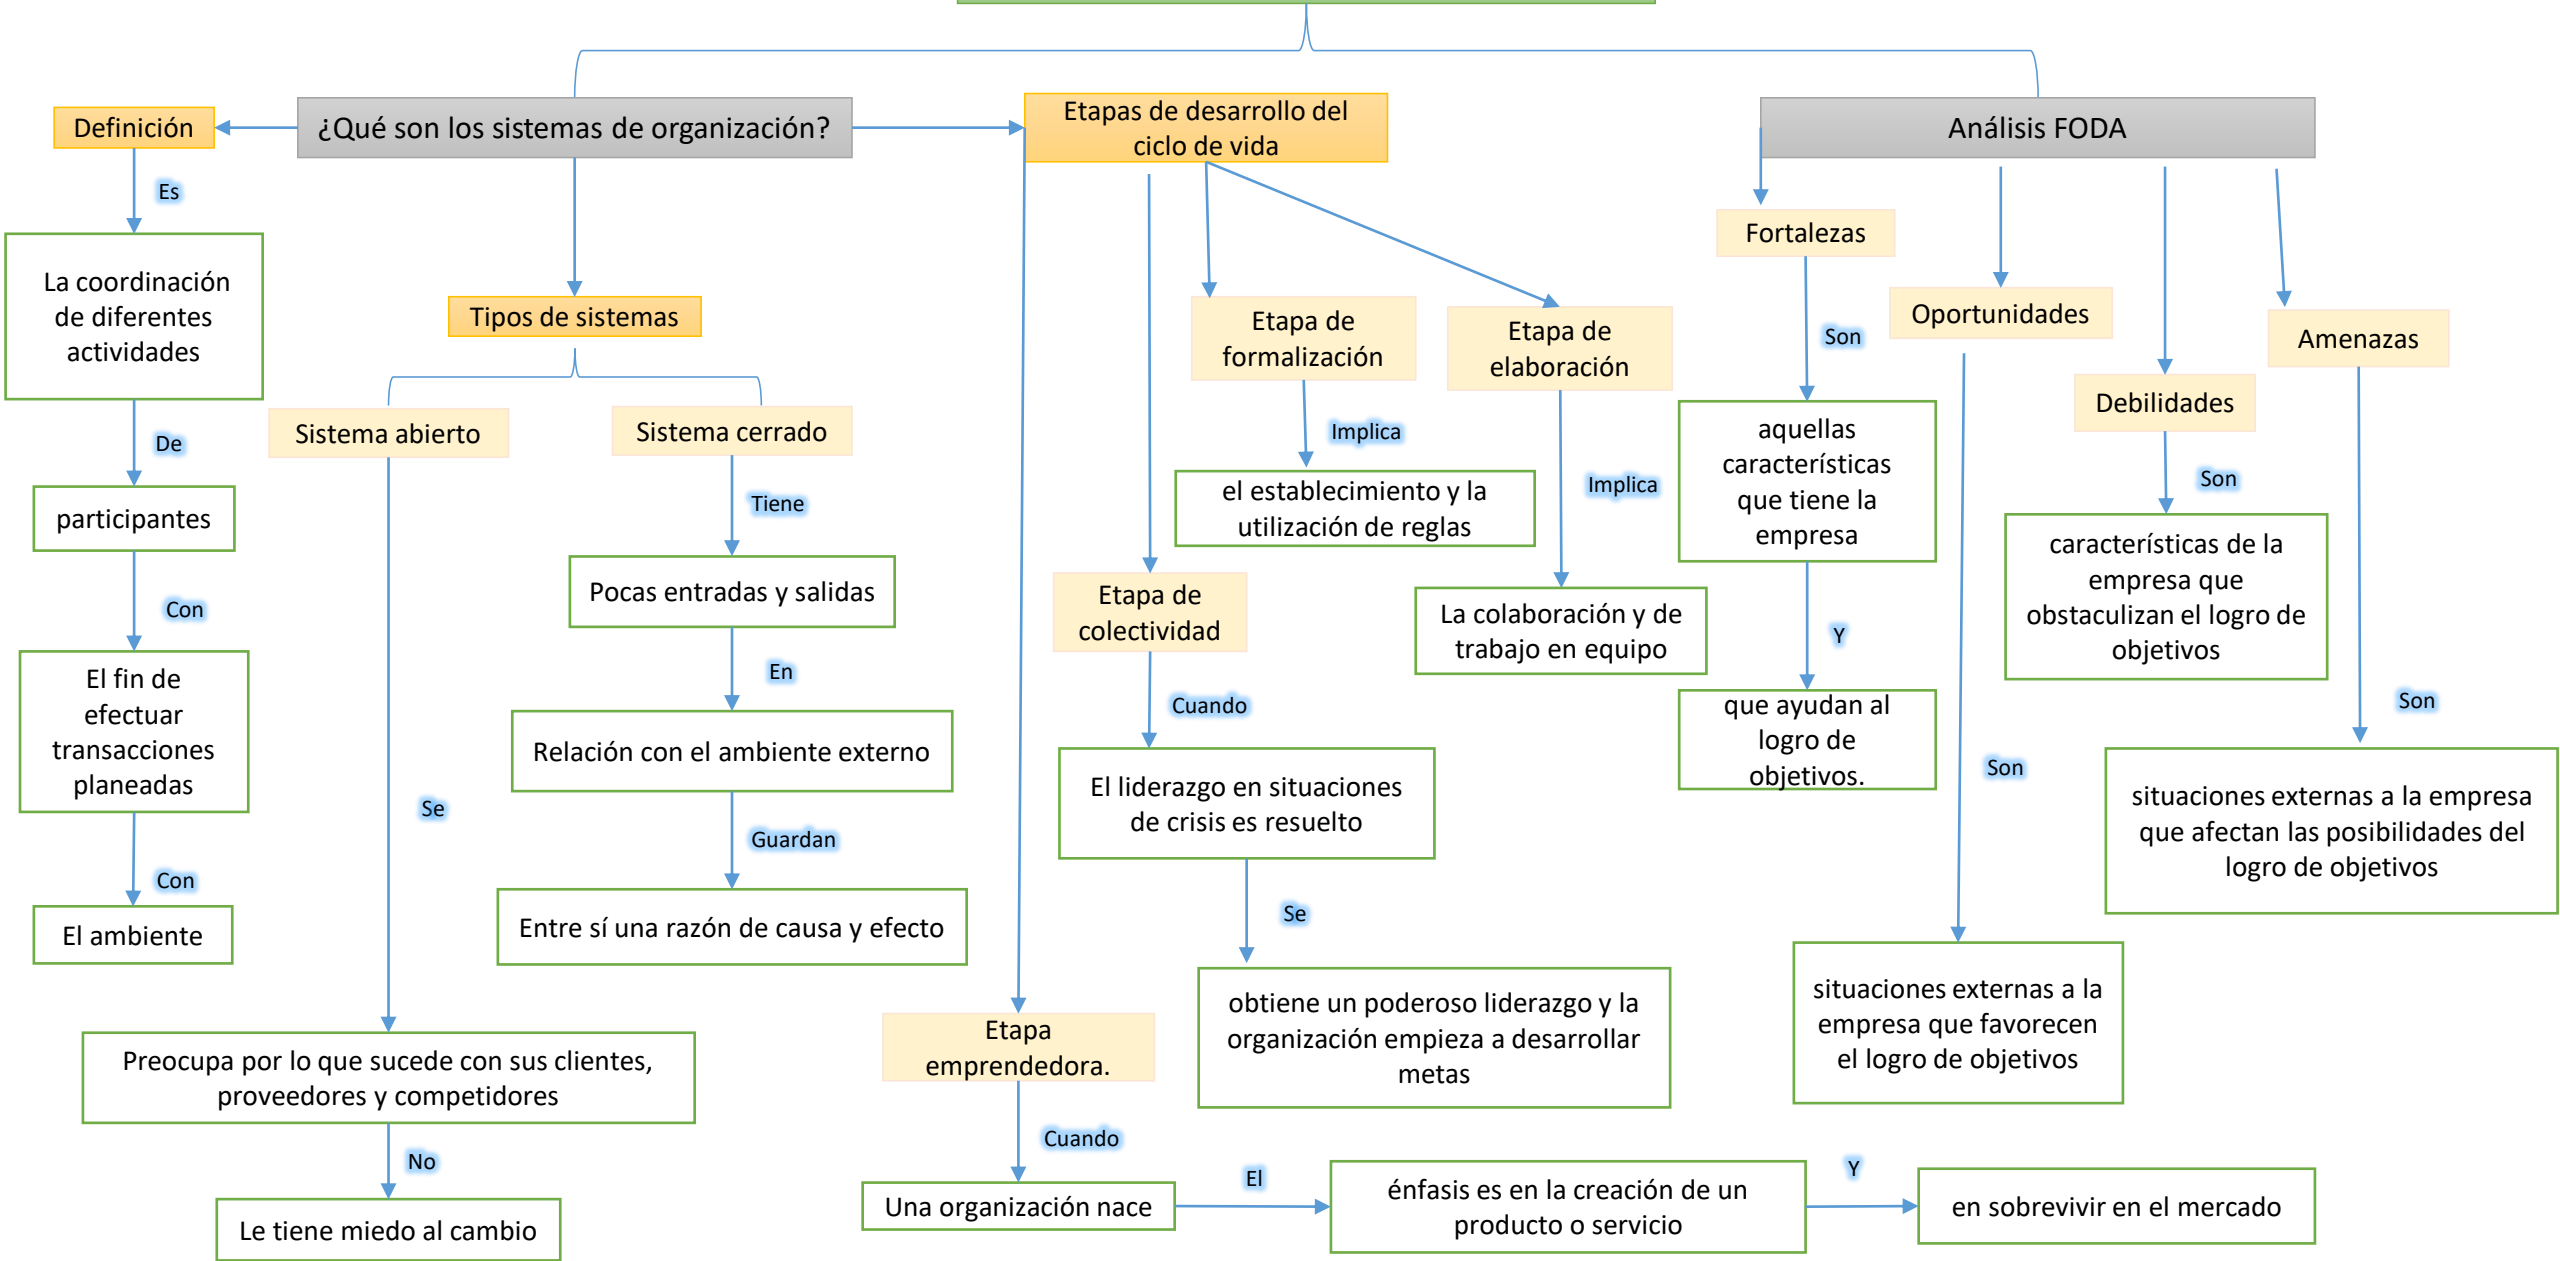 ¿Qué son los sistemas de organización?
Definición
Es
La coordinación
de diferentes
actividades
De
participantes
Con
El fin de
efectuar
transacciones
planeadas
Con
El ambiente
Tipos de sistemas
Sistema abierto
Se
Preocupa por lo que sucede con sus clientes,
proveedores y competidores
No
Le tiene miedo al cambio
Sistema cerrado
Tiene
Pocas entradas y salidas
En
Relación con el ambiente externo
Guardan
Entre sí una razón de causa y efecto
Etapas de desarrollo del
ciclo de vida
Etapa
emprendedora.
Cuando
Una organización nace
El
énfasis es en la creación de un
producto o servicio
Y
en sobrevivir en el mercado
Etapa de
colectividad
Cuando
El liderazgo en situaciones
de crisis es resuelto
Se
obtiene un poderoso liderazgo y la
organización empieza a desarrollar
metas
Etapa de
formalización
Implica
el establecimiento y la
utilización de reglas
Etapa de
elaboración
Implica
La colaboración y de
trabajo en equipo
Análisis FODA
Fortalezas
Son
aquellas
características
que tiene la
empresa
Y
que ayudan al
logro de
objetivos.
Oportunidades
Son
situaciones externas a la
empresa que favorecen
el logro de objetivos
Debilidades
Son
características de la
empresa que
obstaculizan el logro de
objetivos
Amenazas
Son
situaciones externas a la empresa
que afectan las posibilidades del
logro de objetivos